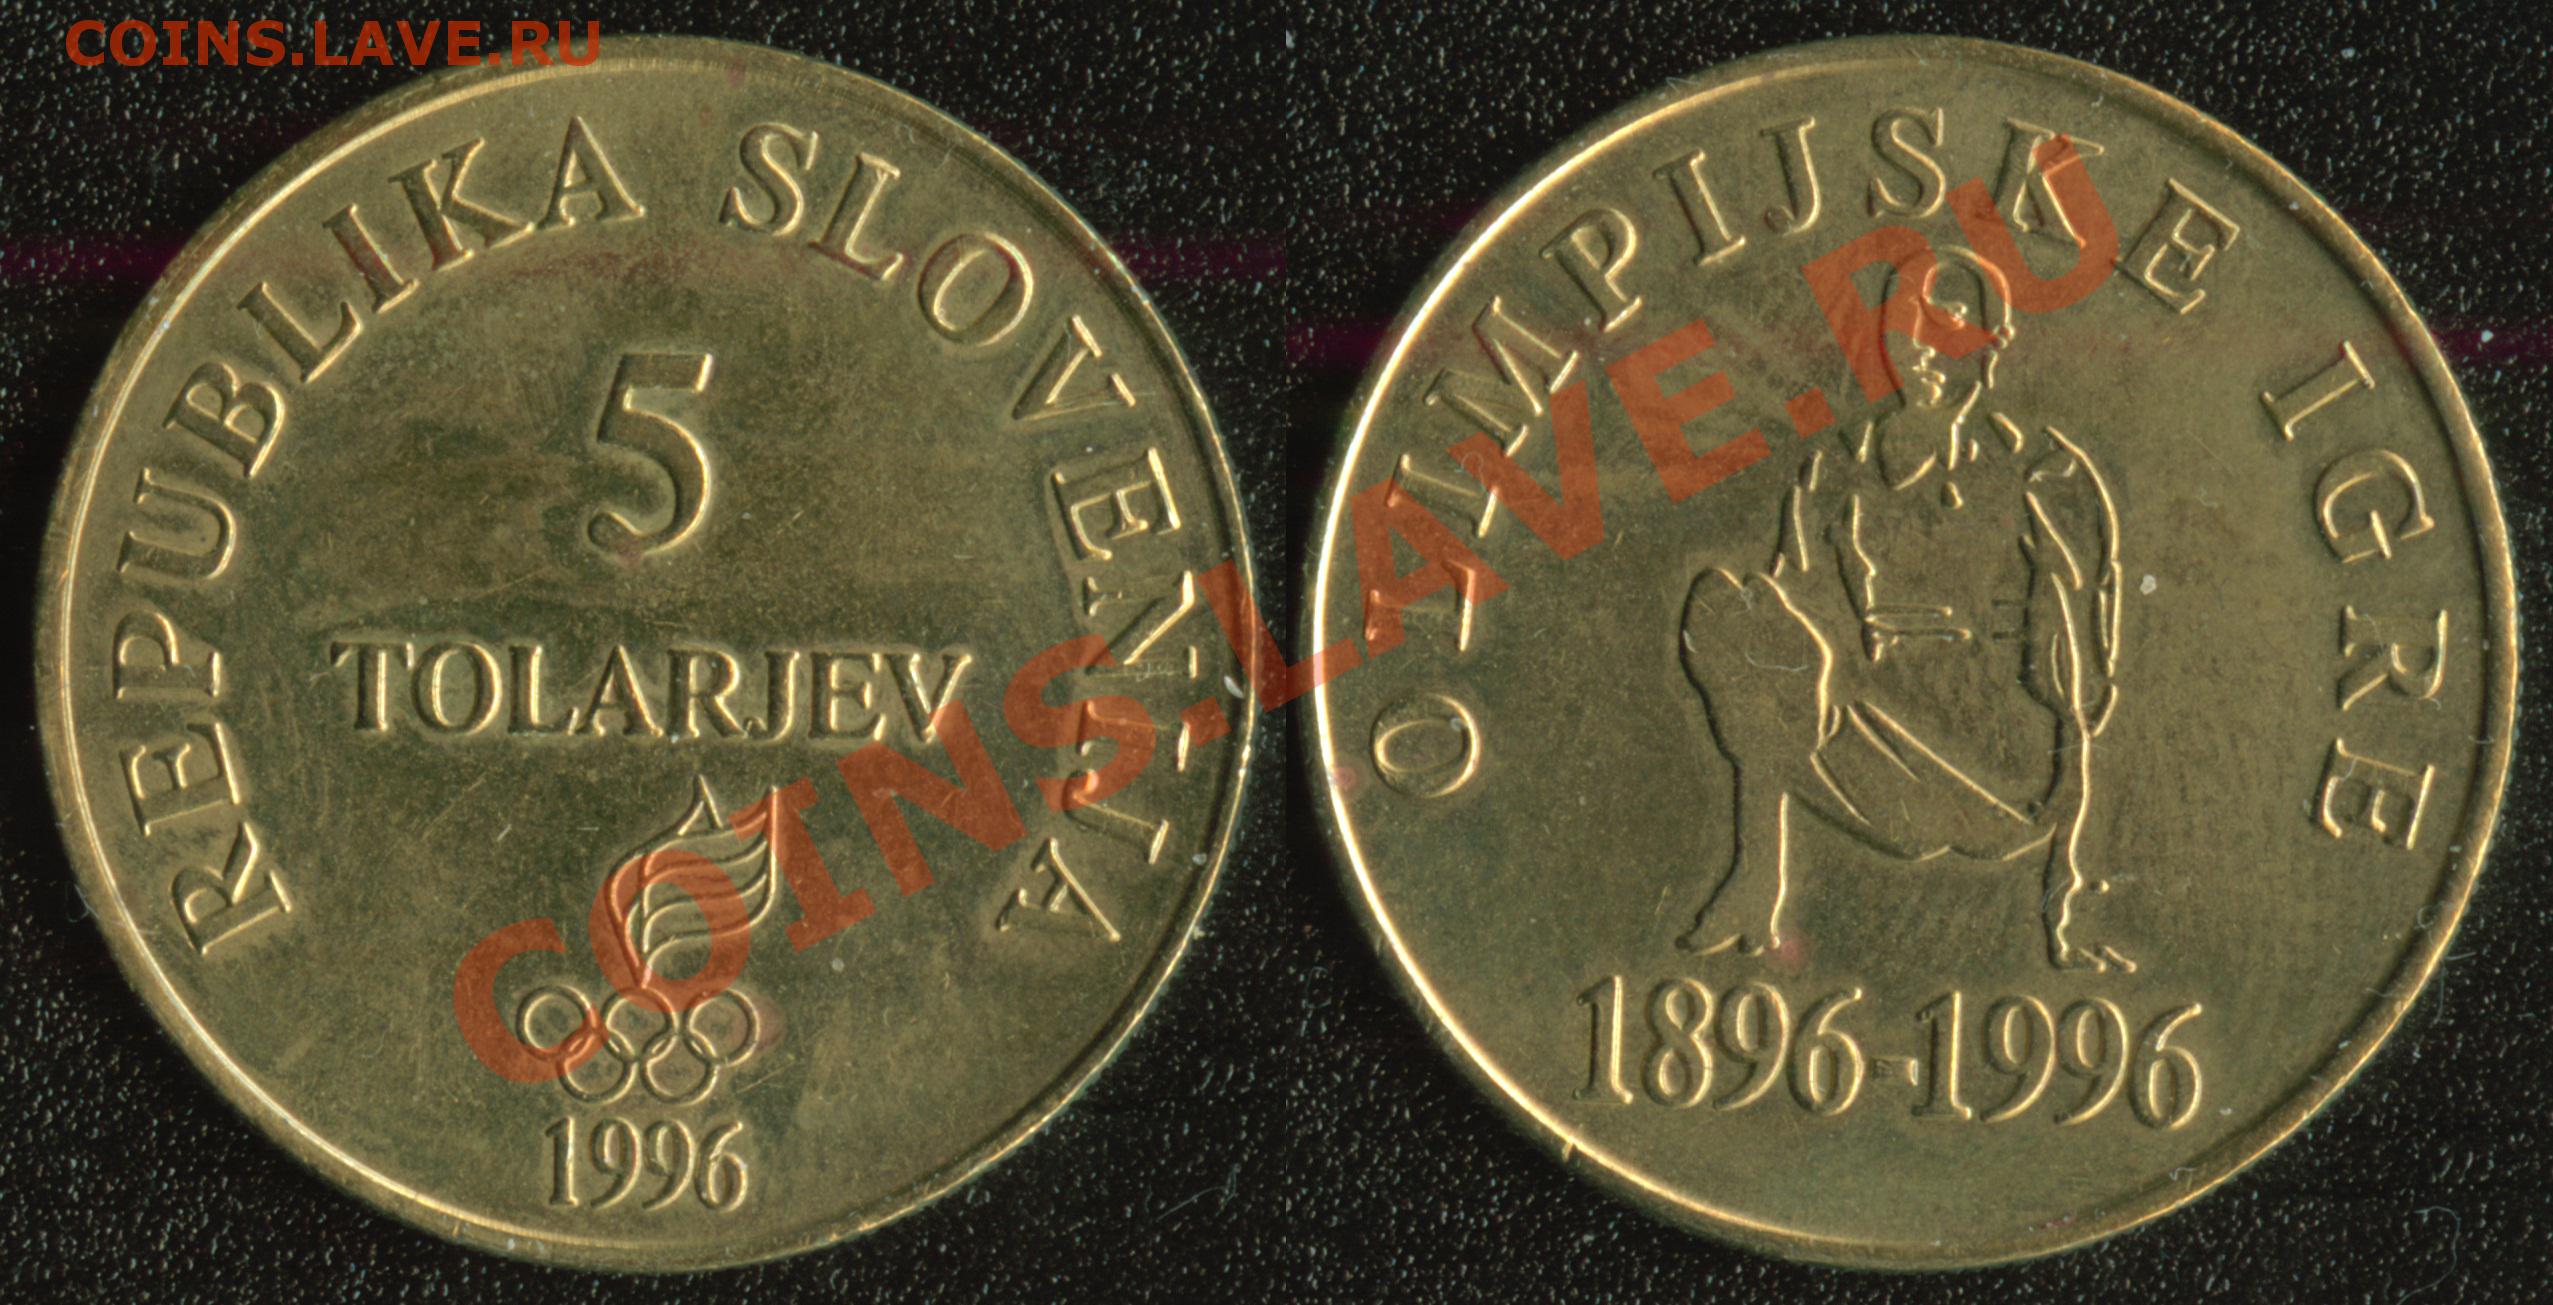 COINS.LAVE.RU
REPUBLIKA SLOVENIJA
5
TOLARJEV
1996
OLIMPIJSKE IGRE
1896-1996
COINS.LAVE.RU